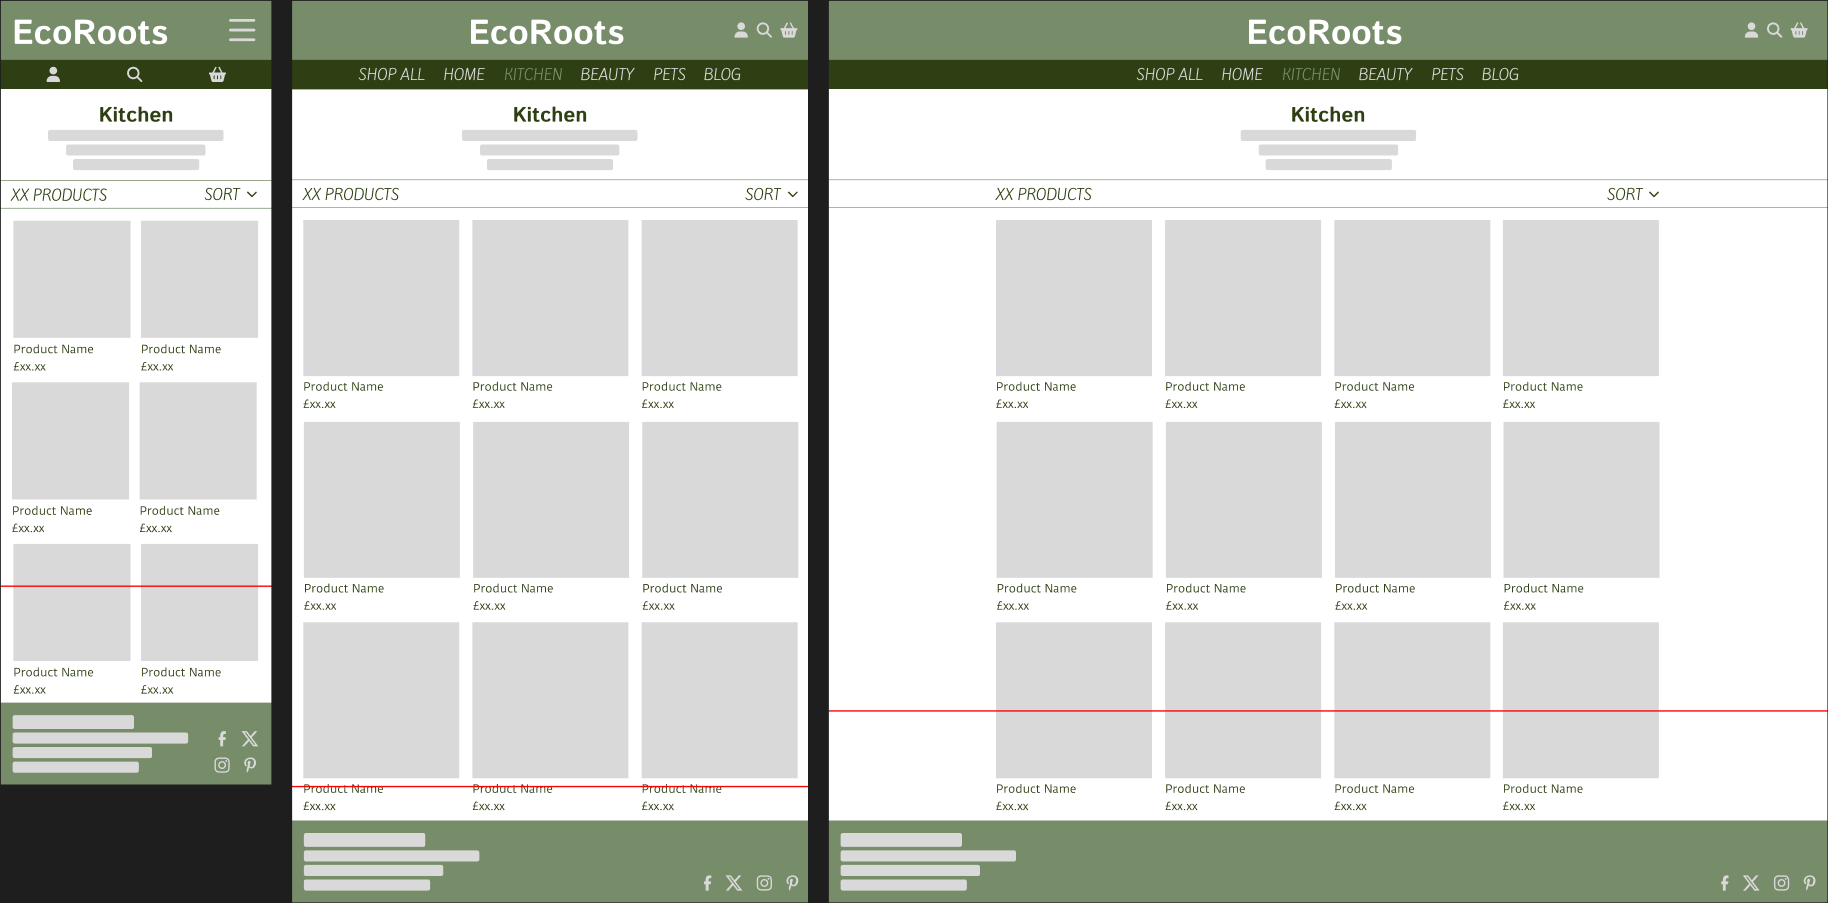 EcoRoots
Kitchen
XX PRODUCTS SORT
Product Name Product Name
£xx.xx £xx.xx
Product Name Product Name
£xx.xx £xx.xx
Product Name Product Name
£xx.xx £xx.xx
EcoRoots
SHOP ALL HOME KITCHEN BEAUTY PETS BLOG
Kitchen
XX PRODUCTS SORT
Product Name Product Name Product Name
£xx.xx £xx.xx £xx.xx
Product Name Product Name Product Name
£xx.xx £xx.xx £xx.xx
Product Name Product Name Product Name
£xx.xx £xx.xx £xx.xx
EcoRoots
SHOP ALL HOME KITCHEN BEAUTY PETS BLOG
Kitchen
XX PRODUCTS SORT
Product Name Product Name Product Name Product Name
£xx.xx £xx.xx £xx.xx £xx.xx
Product Name Product Name Product Name Product Name
£xx.xx £xx.xx £xx.xx £xx.xx
Product Name Product Name Product Name Product Name
£xx.xx £xx.xx £xx.xx £xx.xx